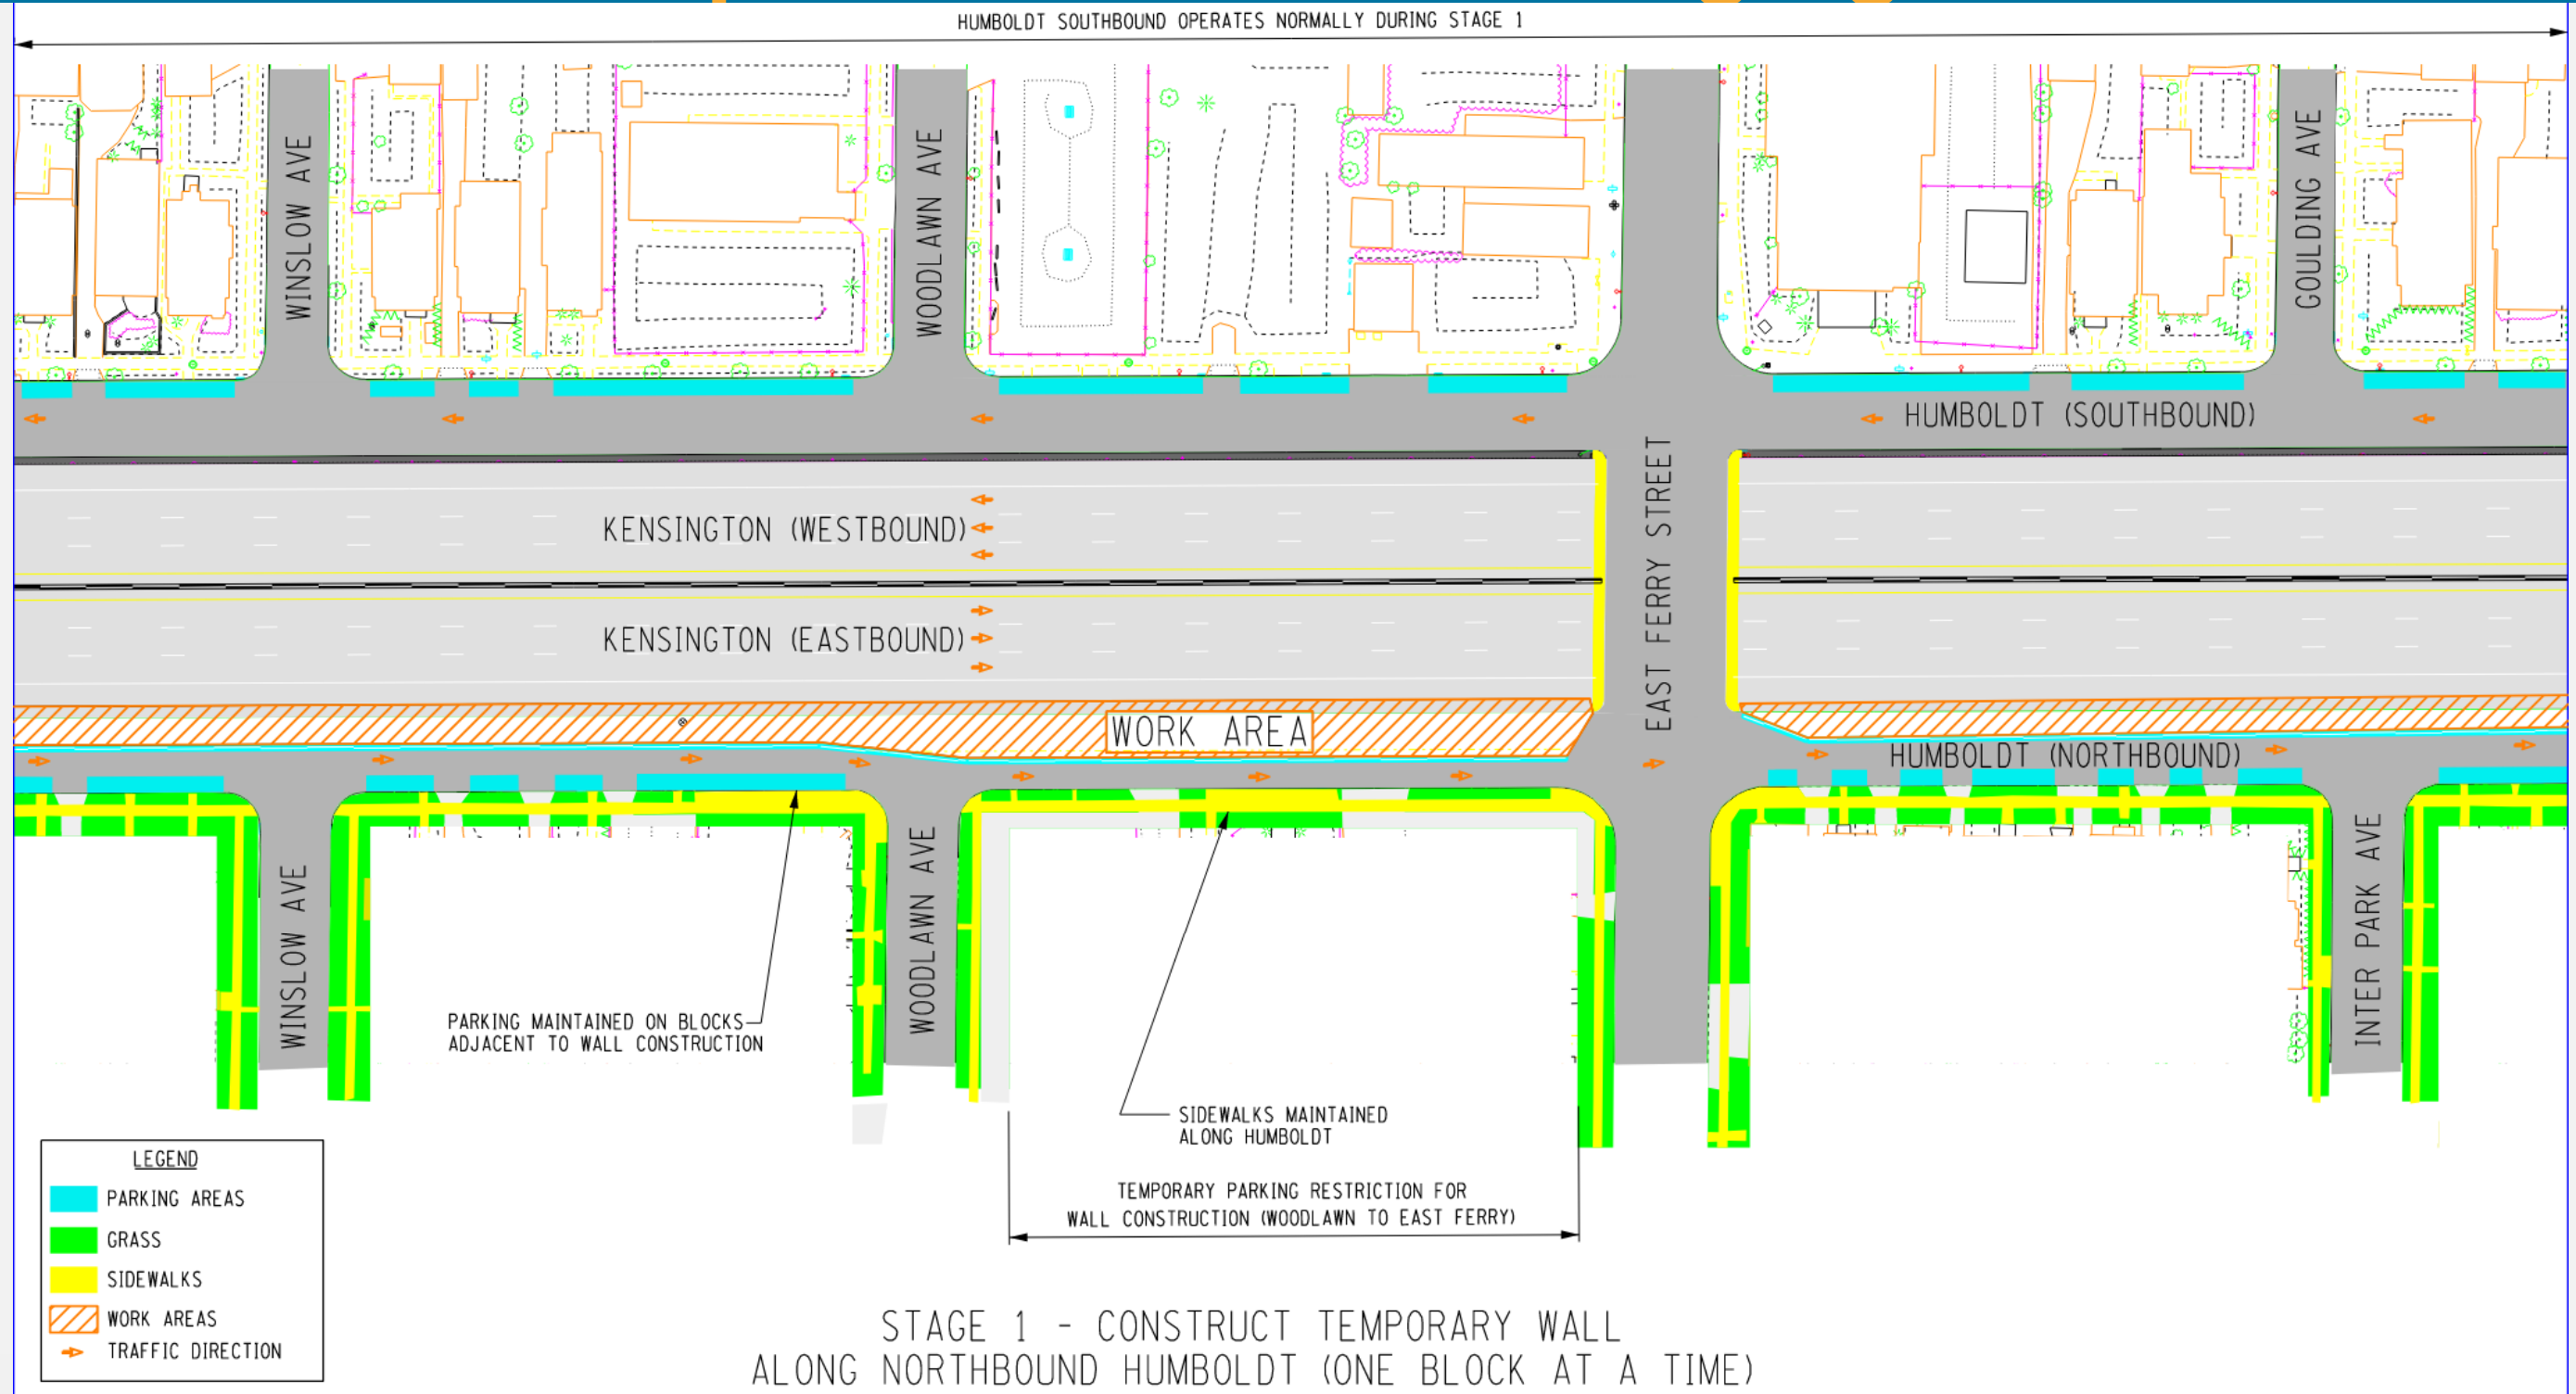 HUMBOLDT SOUTHBOUND OPERATES NORMALLY DURING STAGE 1
WINSLOW AVE
WOODLAWN AVE
GOULDING AVE
HUMBOLDT (SOUTHBOUND)
EAST FERRY STREET
KENSINGTON (WESTBOUND)
KENSINGTON (EASTBOUND)
WORK AREA
HUMBOLDT (NORTHBOUND)
WINSLOW AVE
WOODLAWN AVE
INTER PARK AVE
PARKING MAINTAINED ON BLOCKS
ADJACENT TO WALL CONSTRUCTION
SIDEWALKS MAINTAINED
ALONG HUMBOLDT
TEMPORARY PARKING RESTRICTION FOR
WALL CONSTRUCTION (WOODLAWN TO EAST FERRY)
LEGEND
PARKING AREAS
GRASS
SIDEWALKS
WORK AREAS
TRAFFIC DIRECTION
STAGE 1 - CONSTRUCT TEMPORARY WALL
ALONG NORTHBOUND HUMBOLDT (ONE BLOCK AT A TIME)